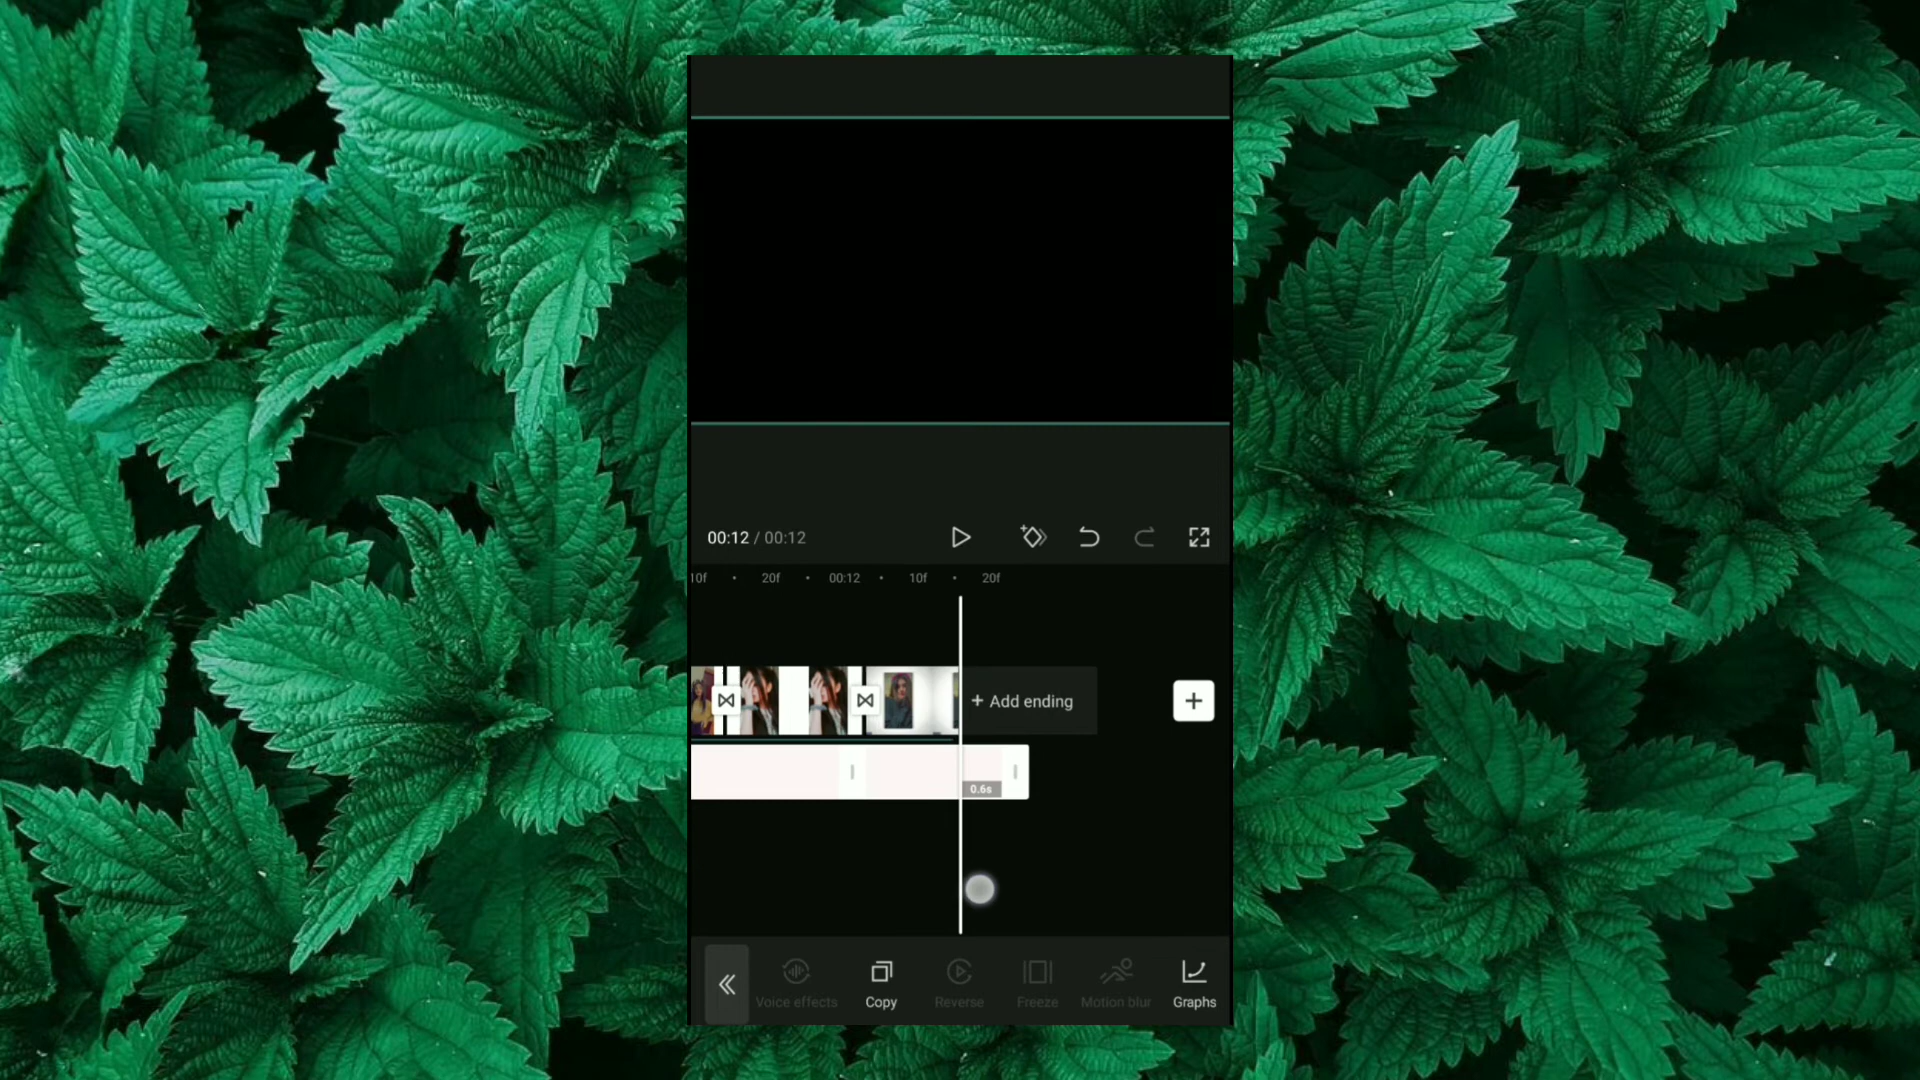 00:12 / 00:12
10f 20f 00:12 10f 20f
+ Add ending
0.6s
Voice effects Copy Reverse Freeze Motion blur Graphs